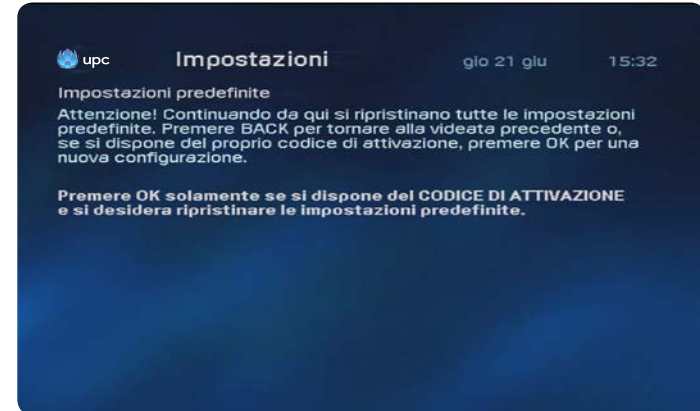 upc Impostazioni gio 21 giu 15:32
Impostazioni predefinite
Attenzione! Continuando da qui si ripristinano tutte le impostazioni
predefinite. Premere BACK per tornare alla videata precedente o,
se si dispone del proprio codice di attivazione, premere OK per una
nuova configurazione.
Premere OK solamente se si dispone del CODICE DI ATTIVAZIONE
e si desidera ripristinare le impostazioni predefinite.